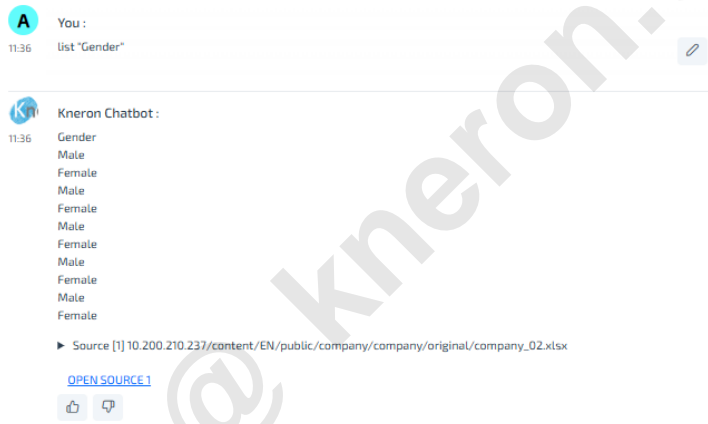 A
You :
11:36
list "Gender"
Kn
Kneron Chatbot :
11:36
Gender
Male
Female
Male
Female
Male
Female
Male
Female
Male
Female
Source [1] 10.200.210.237/content/EN/public/company/company/original/company_02.xlsx
OPEN SOURCE 1
@ kneron.